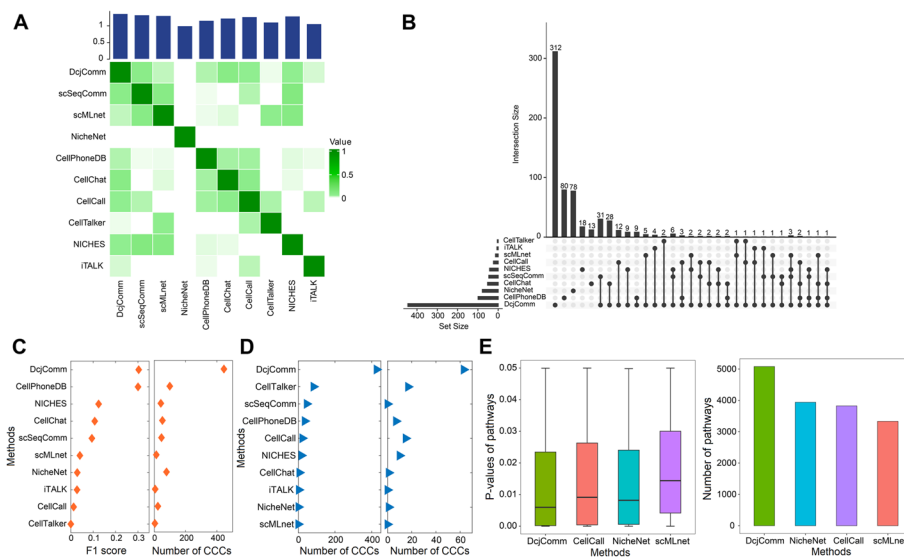 A
1
0.5
0
DcjComm
scSeqComm
scMLnet
NicheNet
CellPhoneDB
CellChat
CellCall
CellTalker
NICHES
iTALK
Value
1
0.5
0
DcjComm
scSeqComm
scMLnet
NicheNet
CellPhoneDB
CellChat
CellCall
CellTalker
NICHES
iTALK
B
312
300
200
100
0
Intersection Size
80 78 18 13 31 28 12 9 9 5 4 2 6 3 2 2 2 2 2 1 1 1 1 1 1 3 2 2 1 1
CellTalker
iTALK
scMLnet
CellCall
NICHES
scSeqComm
CellChat
NicheNet
CellPhoneDB
DcjComm
400 300 200 100 0
Set Size
C
Methods
DcjComm
CellPhoneDB
NICHES
CellChat
scSeqComm
scMLnet
NicheNet
iTALK
CellCall
CellTalker
0 0.1 0.2 0.3
F1 score
0 200 400
Number of CCCs
D
Methods
DcjComm
CellTalker
scSeqComm
CellPhoneDB
CellCall
NICHES
CellChat
iTALK
NicheNet
scMLnet
0 200 400
Number of CCCs
0 20 40 60
Number of CCCs
E
P-values of pathways
0.05
0.04
0.03
0.02
0.01
0.00
DcjComm CellCall NicheNet scMLnet
Methods
Number of pathways
5000
4000
3000
2000
1000
0
DcjComm NicheNet CellCall scMLnet
Methods